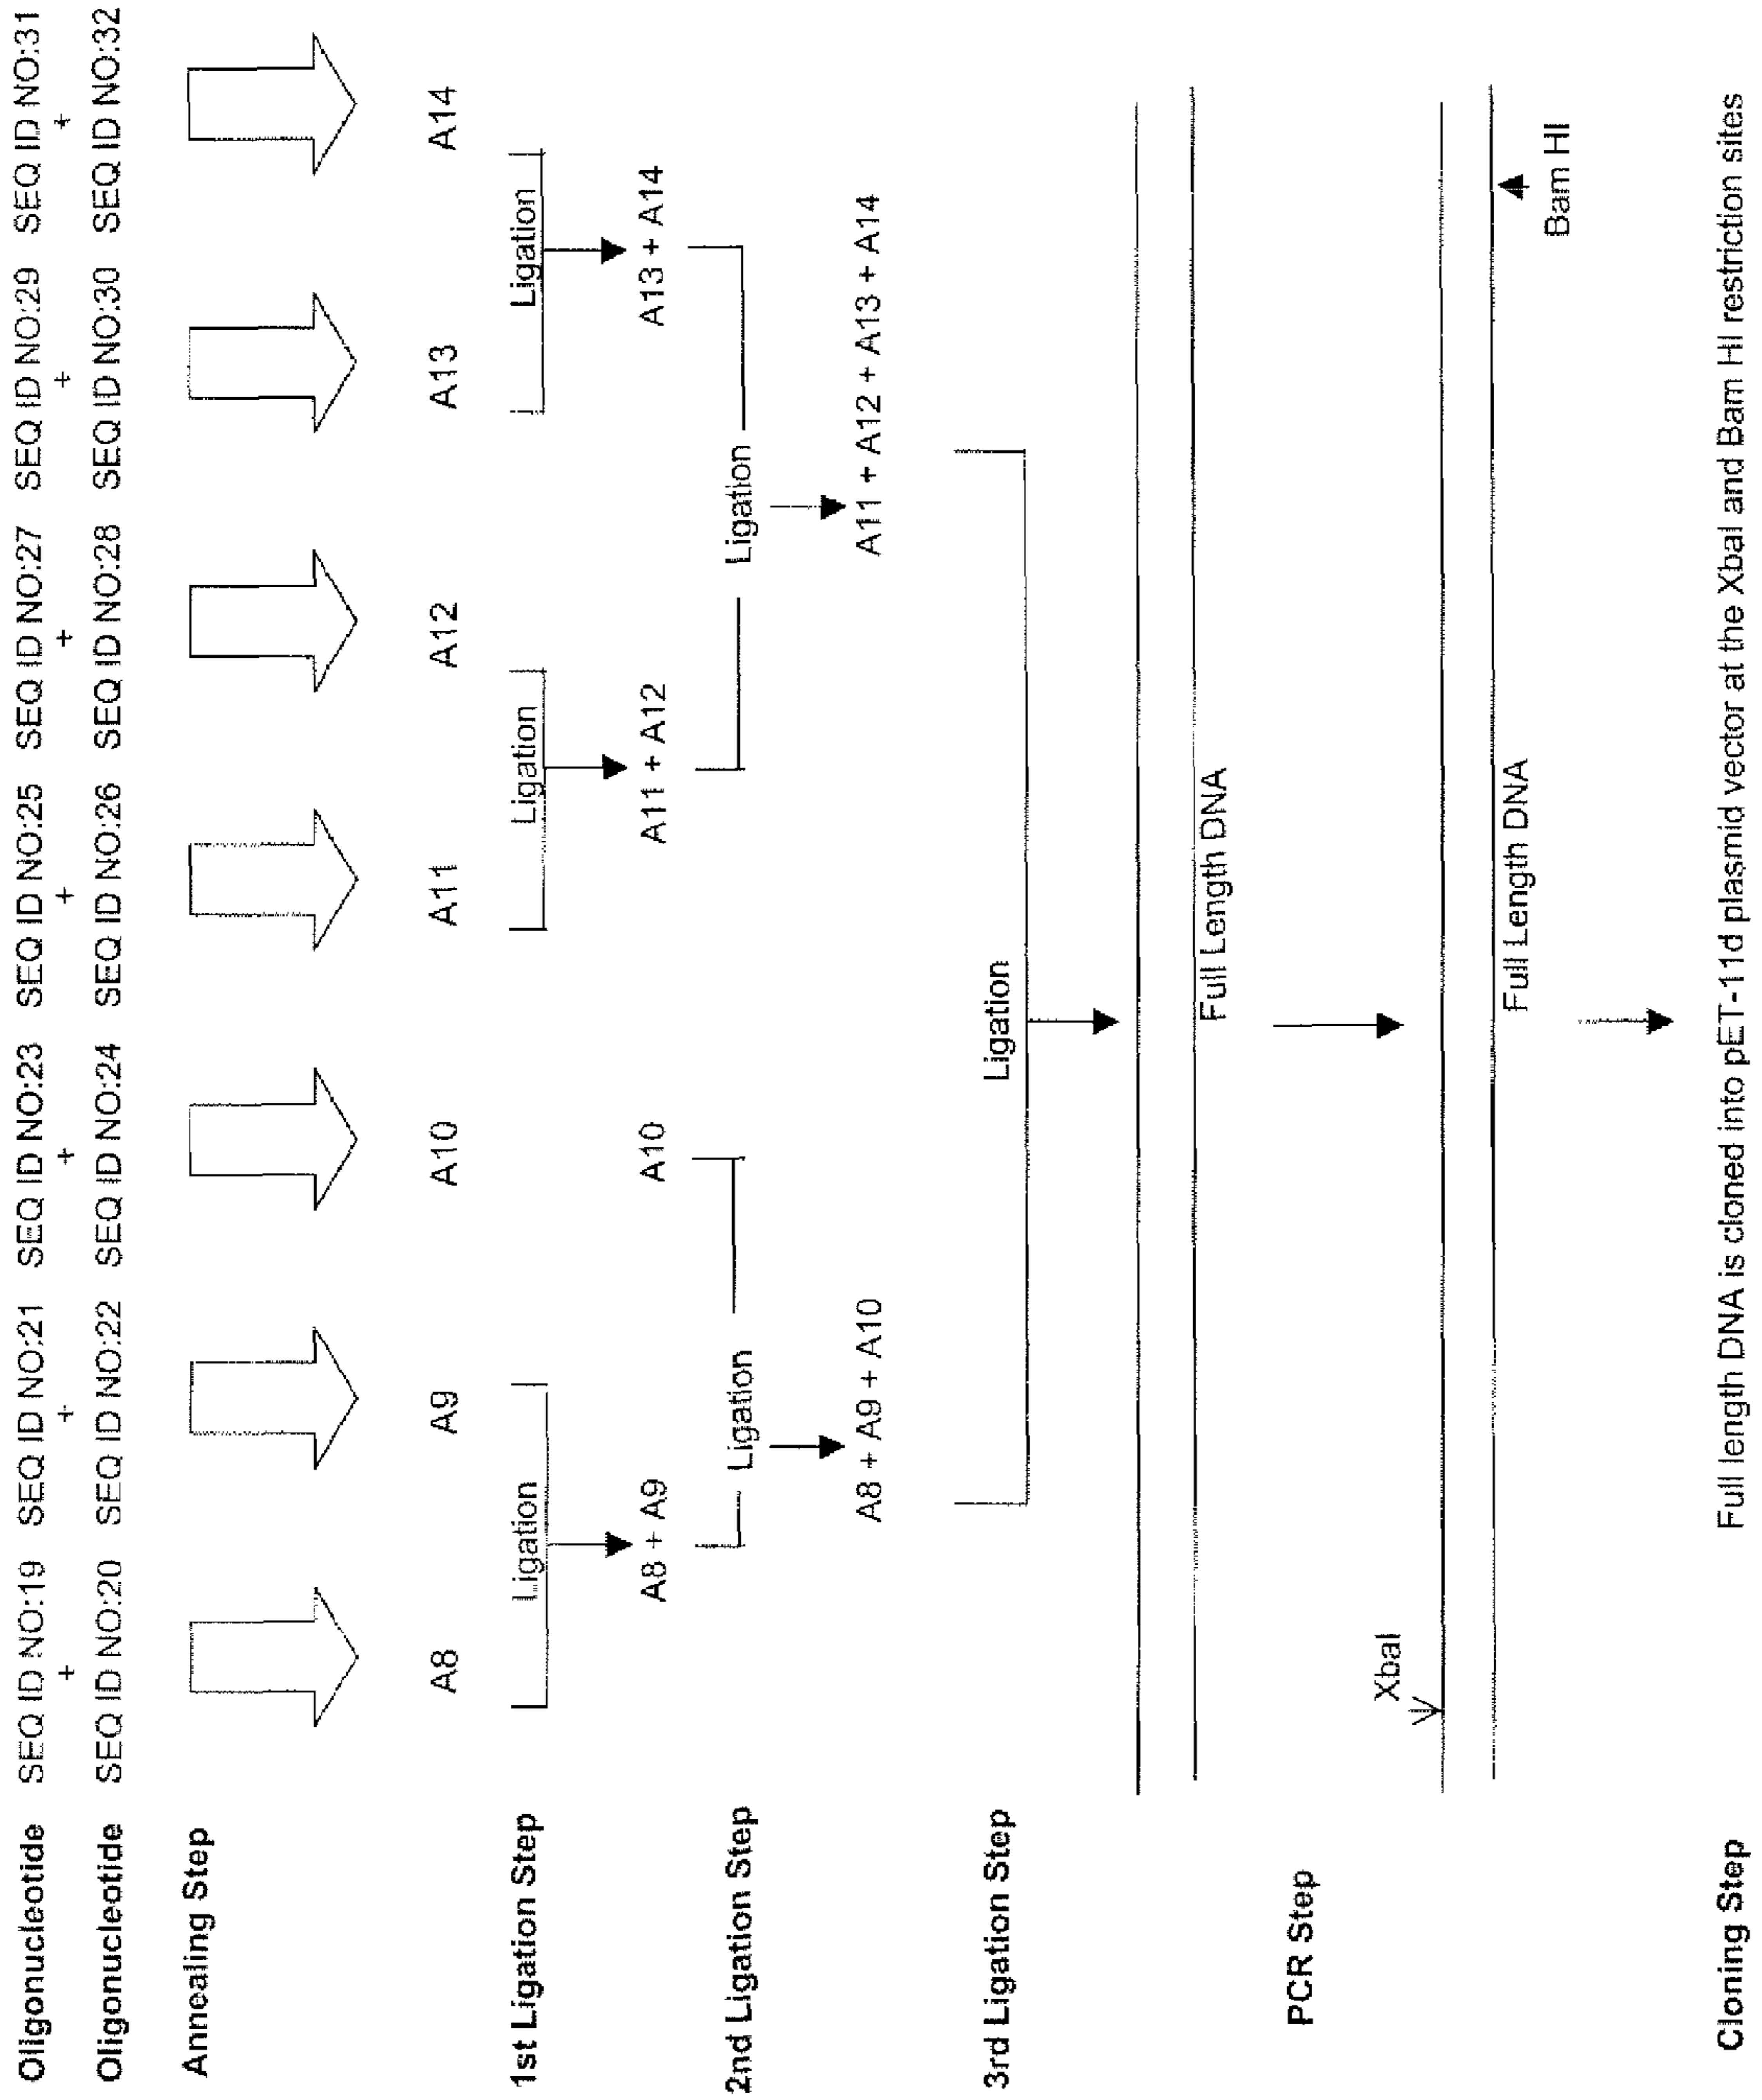 Oligonucleotide SEQ ID NO:19 SEQ ID NO:21 SEQ ID NO:23 SEQ ID NO:25 SEQ ID NO:27 SEQ ID NO:29 SEQ ID NO:31
+ + + + + + +
Oligonucleotide SEQ ID NO:20 SEQ ID NO:22 SEQ ID NO:24 SEQ ID NO:26 SEQ ID NO:28 SEQ ID NO:30 SEQ ID NO:32
Annealing Step
A8 A9 A10 A11 A12 A13 A14
1st Ligation Step Ligation Ligation Ligation
A8 + A9 A10 A11 + A12 A13 + A14
2nd Ligation Step Ligation Ligation
A8 + A9 + A10 A11 + A12 + A13 + A14
3rd Ligation Step Ligation
Full Length DNA
PCR Step
XbaI
Full Length DNA
Bam HI
Cloning Step Full length DNA is cloned into pET-11d plasmid vector at the XbaI and Bam HI restriction sites